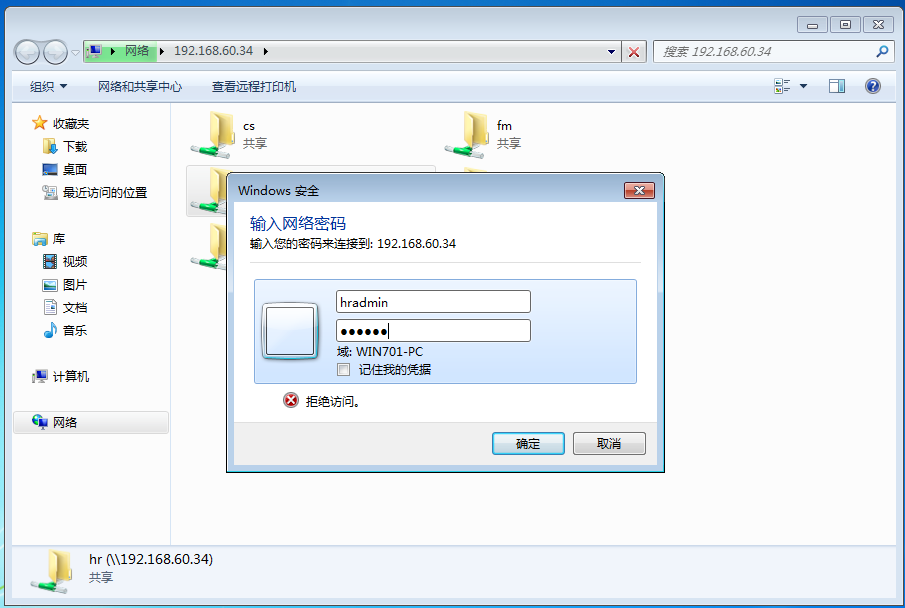 网络 192.168.60.34
搜索 192.168.60.34
组织 网络和共享中心 查看远程打印机
收藏夹
下载
桌面
最近访问的位置
库
视频
图片
文档
音乐
计算机
网络
cs
共享
fm
共享
Windows 安全
输入网络密码
输入您的密码来连接到: 192.168.60.34
hradmin
●●●●●●
域: WIN701-PC
记住我的凭据
拒绝访问。
确定 取消
hr (\\192.168.60.34)
共享